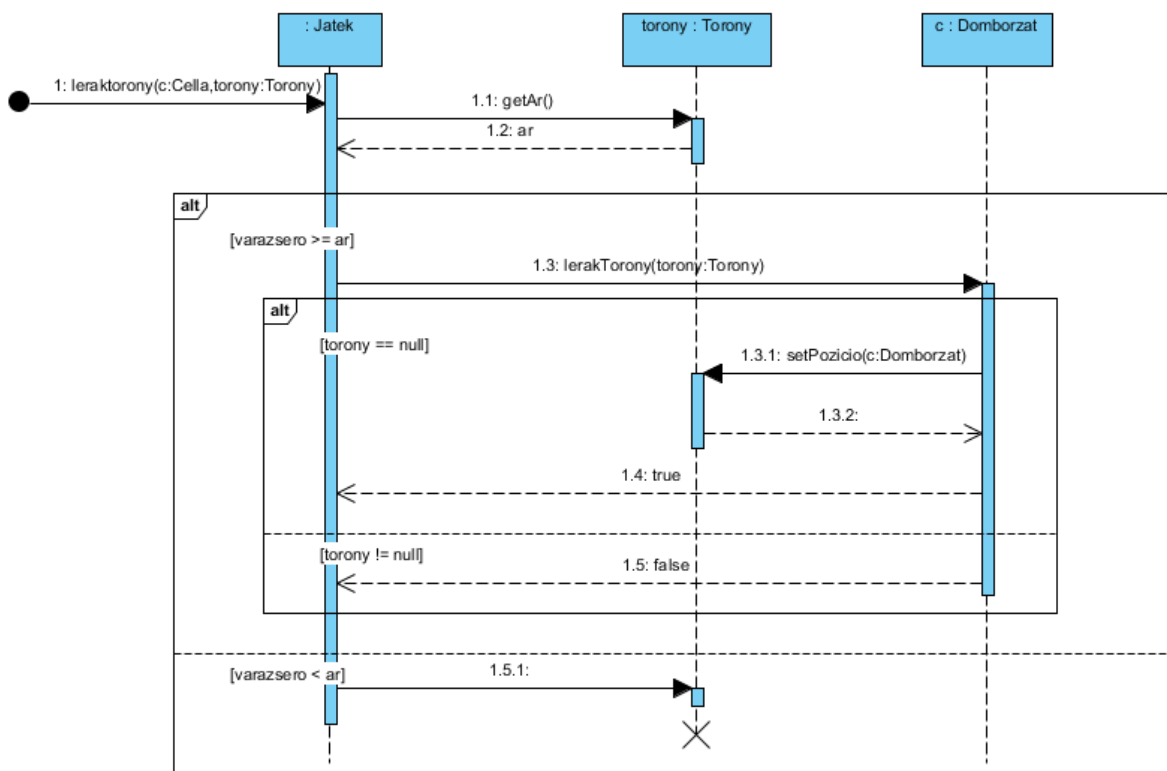 : Jatek
torony : Torony
c : Domborzat
1: leraktorony(c:Cella,torony:Torony)
1.1: getAr()
1.2: ar
alt
[varazsero >= ar]
1.3: lerakTorony(torony:Torony)
alt
[torony == null]
1.3.1: setPozicio(c:Domborzat)
1.3.2:
1.4: true
[torony != null]
1.5: false
[varazsero < ar]
1.5.1: